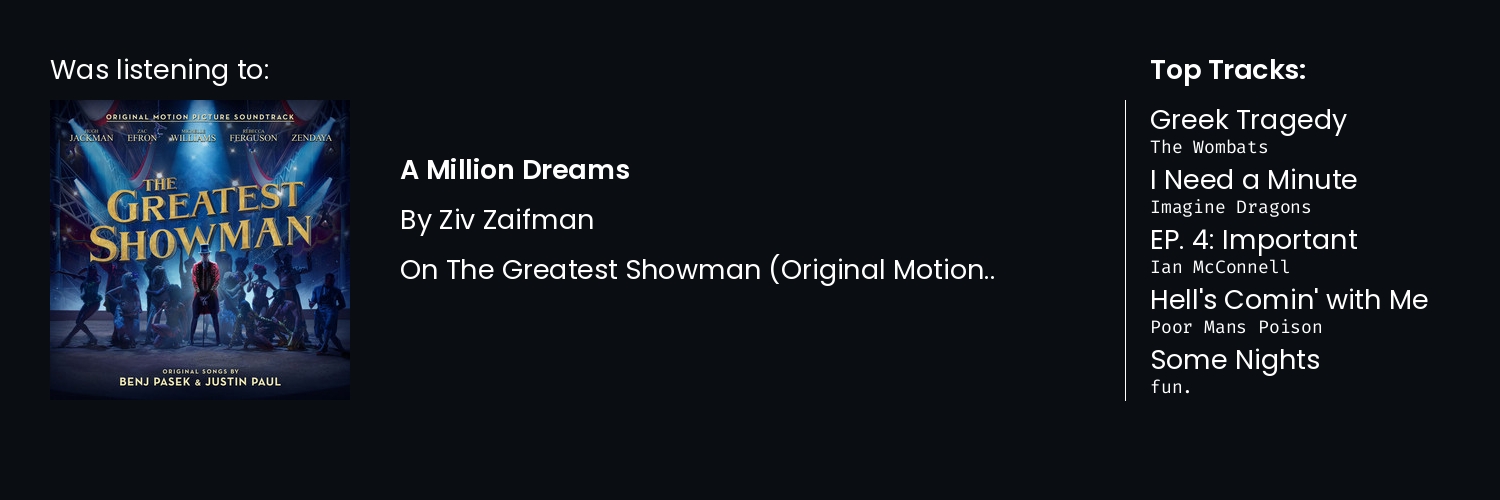 Was listening to:
ORIGINAL MOTION PICTURE SOUNDTRACK
HUGH JACKMAN
ZAC EFRON
WILLIAMS
REBECCA FERGUSON
ZENDAYA
THE
GREATEST
SHOWMAN
ORIGINAL SONGS BY
BENJ PASEK & JUSTIN PAUL
A Million Dreams
By Ziv Zaifman
On The Greatest Showman (Original Motion..
Top Tracks:
Greek Tragedy
The Wombats
I Need a Minute
Imagine Dragons
EP. 4: Important
Ian McConnell
Hell's Comin' with Me
Poor Mans Poison
Some Nights
fun.